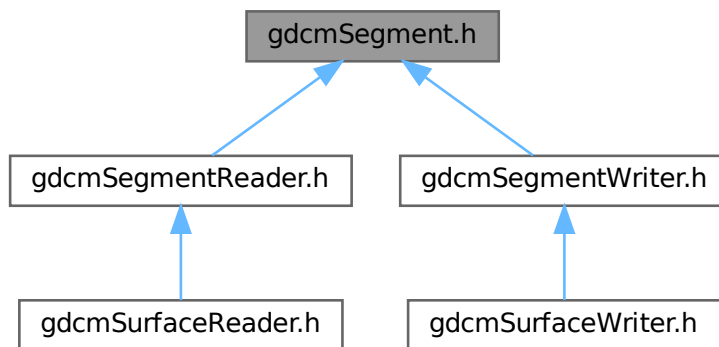 gdcmSegment.h
gdcmSegmentReader.h
gdcmSegmentWriter.h
gdcmSurfaceReader.h
gdcmSurfaceWriter.h